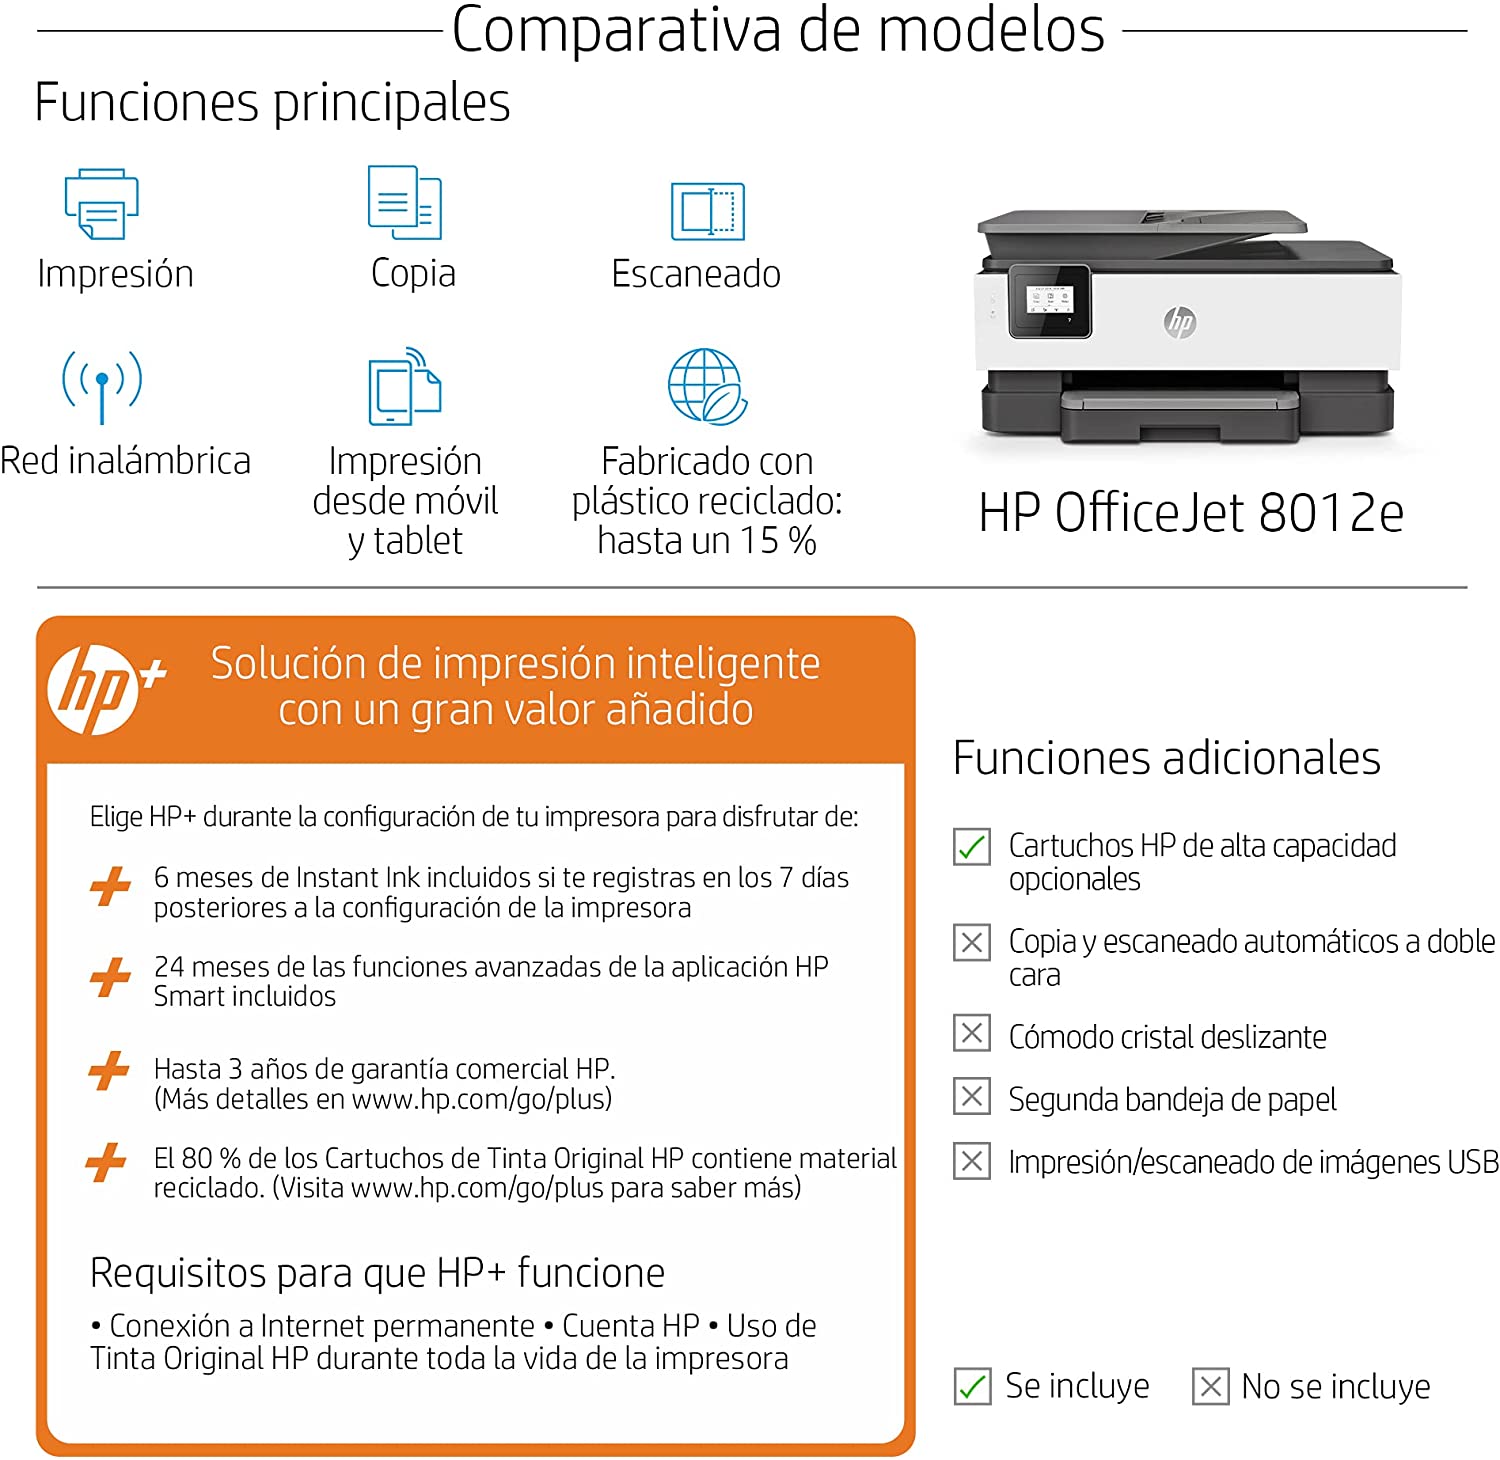 Comparativa de modelos
Funciones principales
Impresión
Copia
Escaneado
Red inalámbrica
Impresión
desde móvil
y tablet
Fabricado con
plástico reciclado:
hasta un 15 %
hp
HP OfficeJet 8012e
hp+
Solución de impresión inteligente
con un gran valor añadido
Elige HP+ durante la configuración de tu impresora para disfrutar de:
6 meses de Instant Ink incluidos si te registras en los 7 días
posteriores a la configuración de la impresora
24 meses de las funciones avanzadas de la aplicación HP
Smart incluidos
Hasta 3 años de garantía comercial HP.
(Más detalles en www.hp.com/go/plus)
El 80 % de los Cartuchos de Tinta Original HP contiene material
reciclado. (Visita www.hp.com/go/plus para saber más)
Requisitos para que HP+ funcione
• Conexión a Internet permanente • Cuenta HP • Uso de
Tinta Original HP durante toda la vida de la impresora
Funciones adicionales
Cartuchos HP de alta capacidad
opcionales
Copia y escaneado automáticos a doble
cara
Cómodo cristal deslizante
Segunda bandeja de papel
Impresión/escaneado de imágenes USB
Se incluye
No se incluye